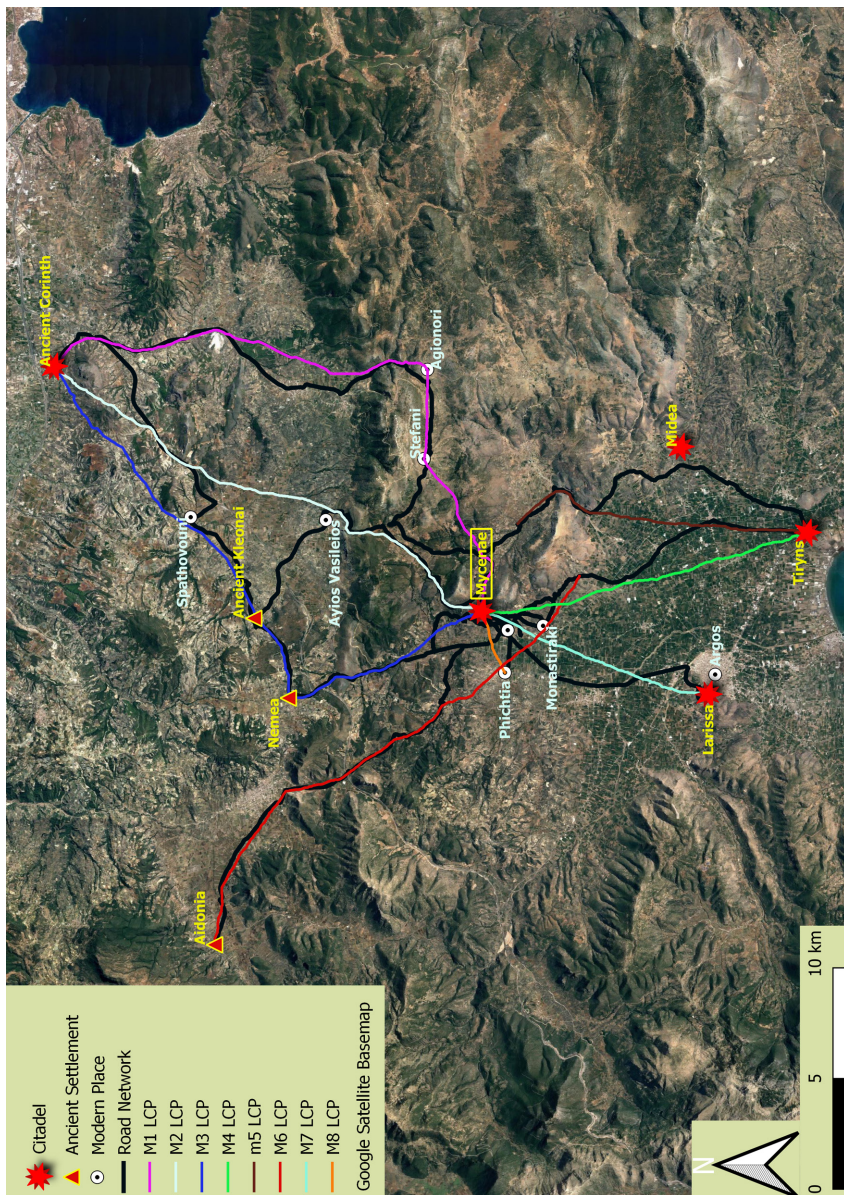 Citadel
Ancient Settlement
Modern Place
Road Network
M1 LCP
M2 LCP
M3 LCP
M4 LCP
m5 LCP
M6 LCP
M7 LCP
M8 LCP
Google Satellite Basemap
N
0
5
10 km
Aidonia
Nemea
Ancient Kleonai
Spathovouni
Ancient Corinth
Ayios Vasileios
Stefani
Agionori
Mycenae
Phichtia
Monastiraki
Larissa
Argos
Midea
Tiryns